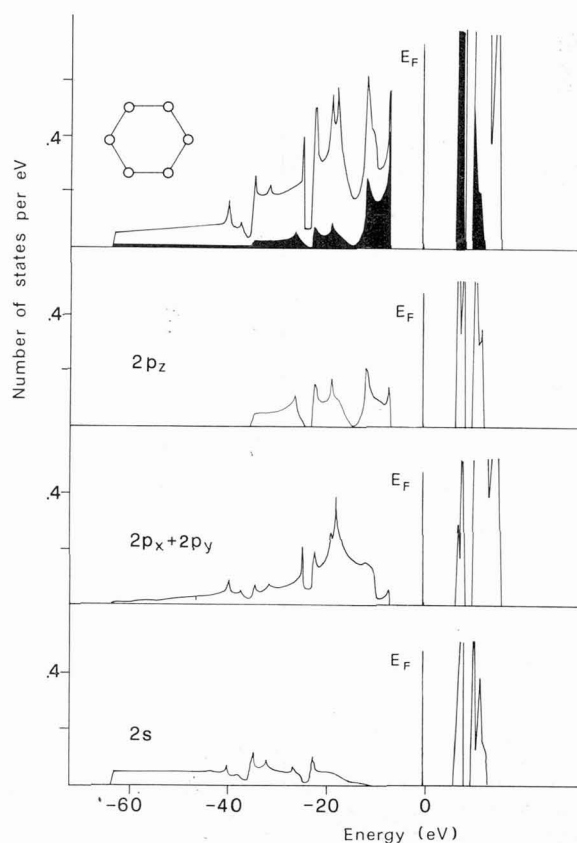 Number of states per eV
E_F
.4
E_F
.4
2p_z
E_F
.4
2p_x+2p_y
E_F
.4
2s
-60
-40
-20
0
Energy (eV)